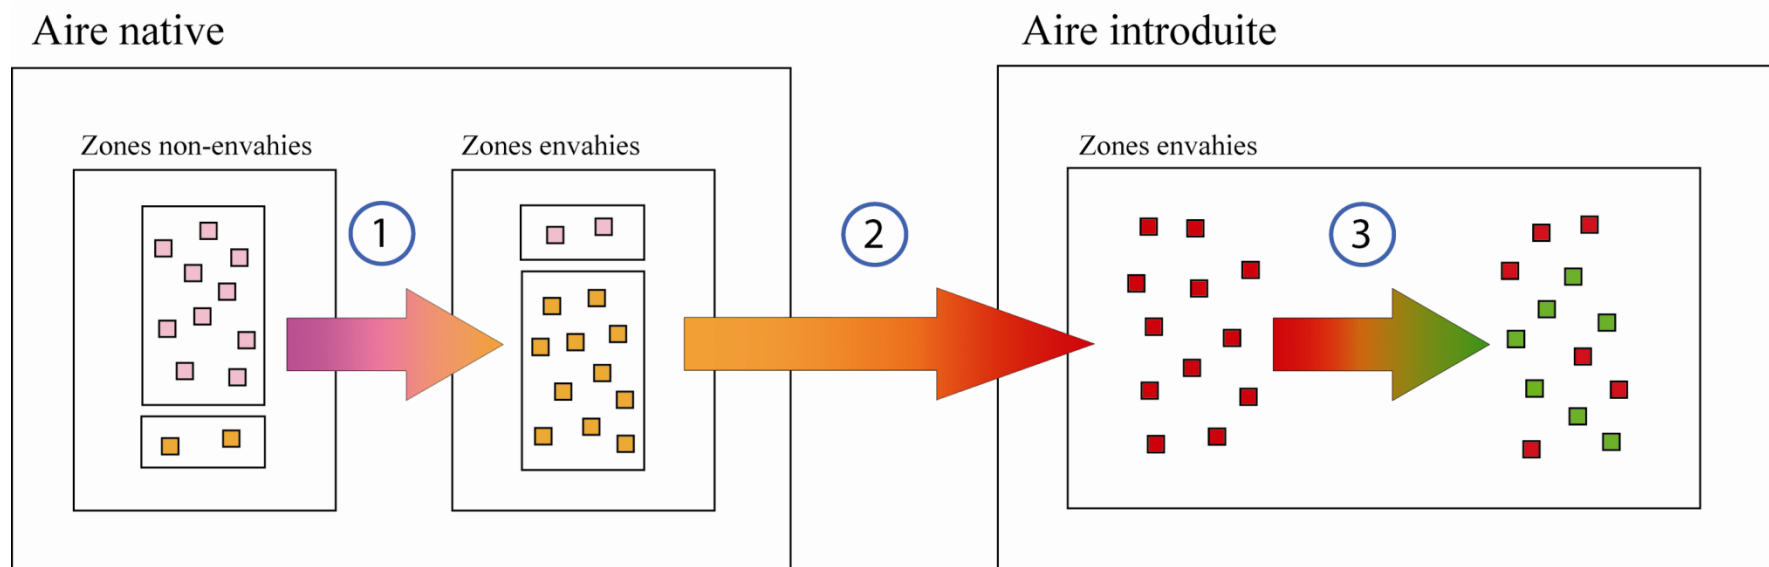 Aire native
Aire introduite
Zones non-envahies
Zones envahies
Zones envahies
1
2
3